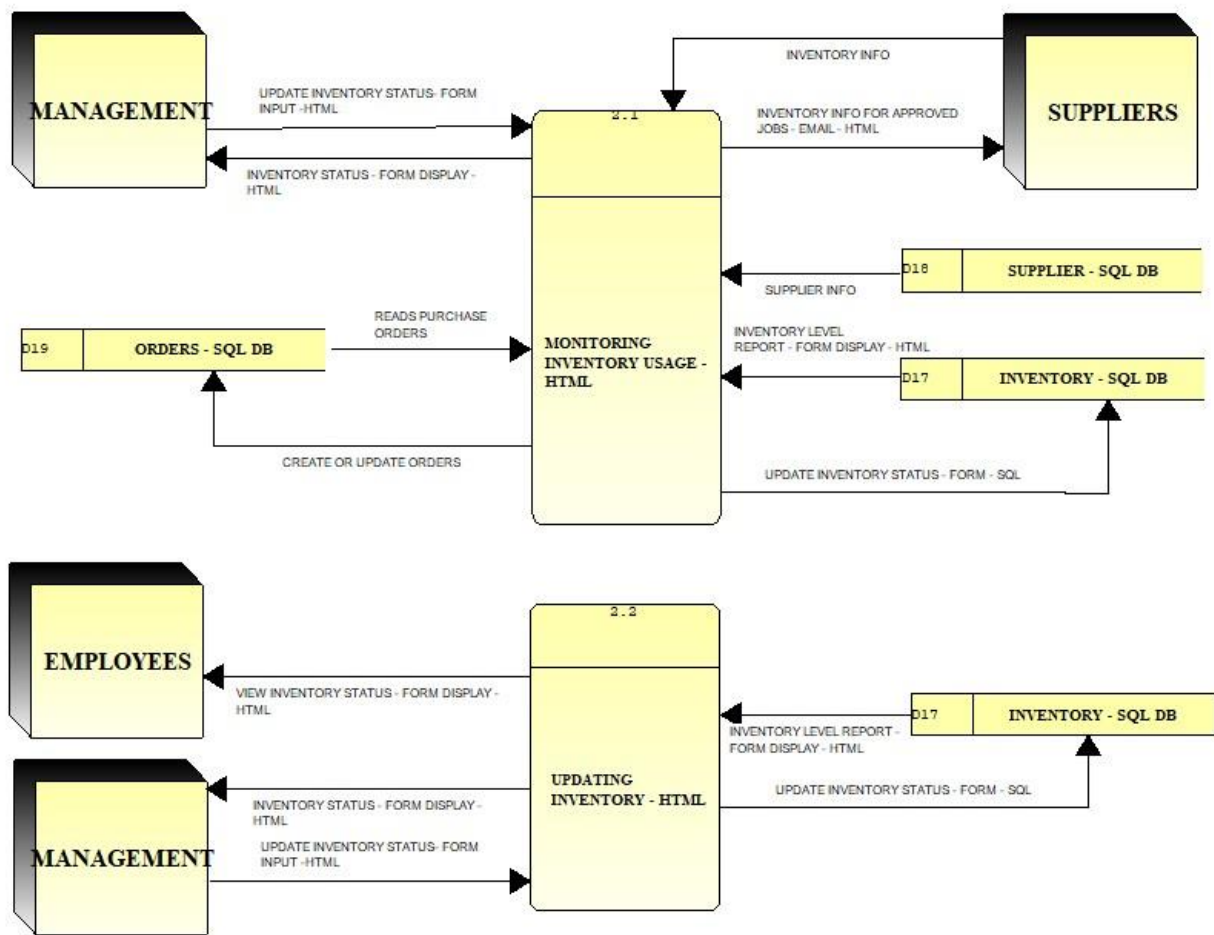 MANAGEMENT
UPDATE INVENTORY STATUS- FORM
INPUT -HTML
INVENTORY STATUS - FORM DISPLAY -
HTML
2.1
MONITORING
INVENTORY USAGE -
HTML
INVENTORY INFO
INVENTORY INFO FOR APPROVED
JOBS - EMAIL - HTML
SUPPLIERS
D18
SUPPLIER - SQL DB
SUPPLIER INFO
D19
ORDERS - SQL DB
READS PURCHASE
ORDERS
CREATE OR UPDATE ORDERS
INVENTORY LEVEL
REPORT - FORM DISPLAY - HTML
D17
INVENTORY - SQL DB
UPDATE INVENTORY STATUS - FORM - SQL
EMPLOYEES
VIEW INVENTORY STATUS - FORM DISPLAY -
HTML
2.2
UPDATING
INVENTORY - HTML
D17
INVENTORY - SQL DB
INVENTORY LEVEL REPORT -
FORM DISPLAY - HTML
UPDATE INVENTORY STATUS - FORM - SQL
MANAGEMENT
INVENTORY STATUS - FORM DISPLAY -
HTML
UPDATE INVENTORY STATUS- FORM
INPUT -HTML